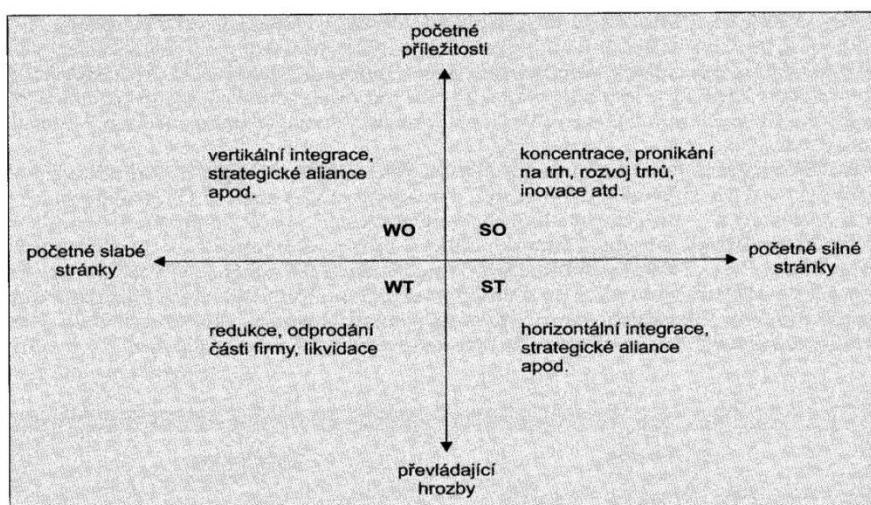 početné
příležitosti
vertikální integrace,
strategické aliance
apod.
koncentrace, pronikání
na trh, rozvoj trhů,
inovace atd.
WO
SO
početné slabé
stránky
početné silné
stránky
WT
ST
redukce, odprodání
části firmy, likvidace
horizontální integrace,
strategické aliance
apod.
převládající
hrozby